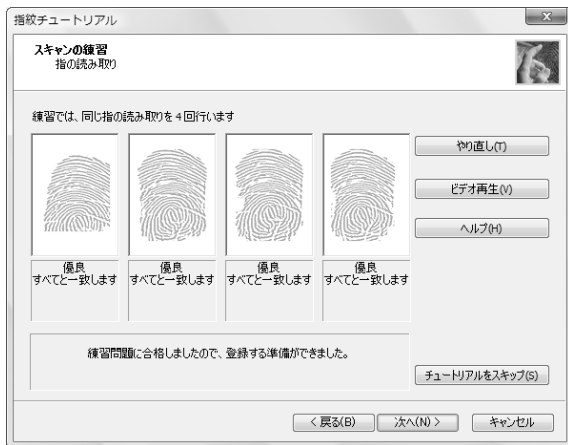 指紋チュートリアル
スキャンの練習
指の読み取り
練習では、同じ指の読み取りを4回行います
やり直し(T)
ビデオ再生(V)
ヘルプ(H)
優良
すべてと一致します
優良
すべてと一致します
優良
すべてと一致します
優良
すべてと一致します
練習問題に合格しましたので、登録する準備ができました。
チュートリアルをスキップ(S)
< 戻る(B)
次へ(N) >
キャンセル